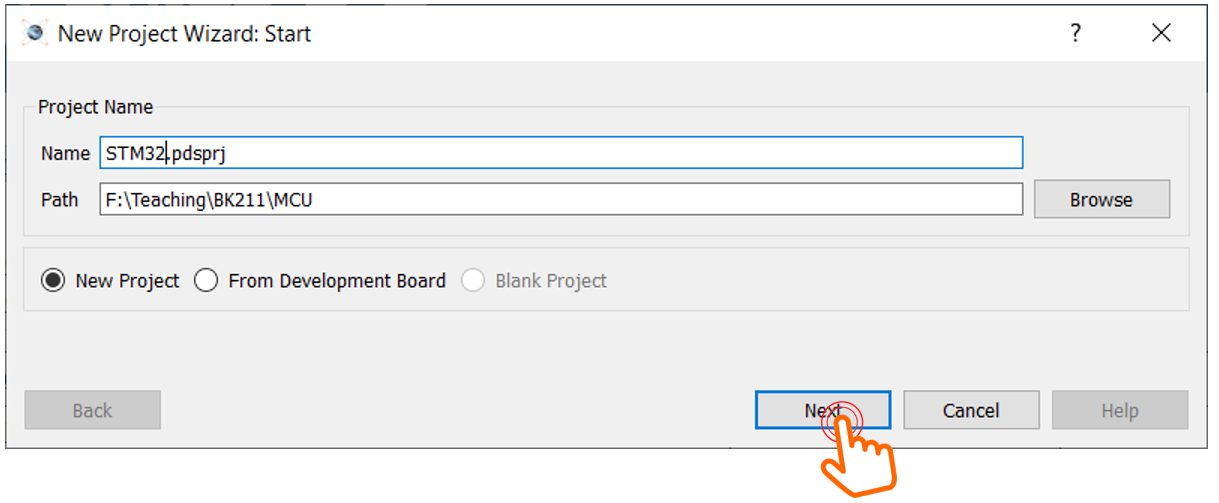 New Project Wizard: Start ?
Project Name
Name STM32.pdsprj
Path F:\Teaching\BK211\MCU Browse
New Project From Development Board Blank Project
Back Next Cancel Help